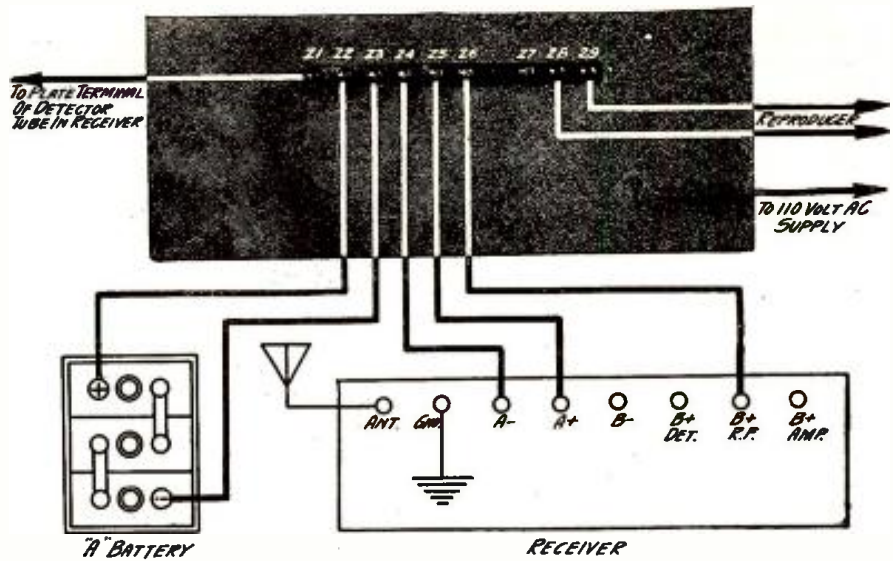 21 22 23 24 25 26 27 28 29
TO PLATE TERMINAL
OF DETECTOR
TUBE IN RECEIVER
REPRODUCER
TO 110 VOLT AC
SUPPLY
ANT. GND. A- A+ B- B+ DET. B+ R.F. B+ AMP.
"A" BATTERY
RECEIVER